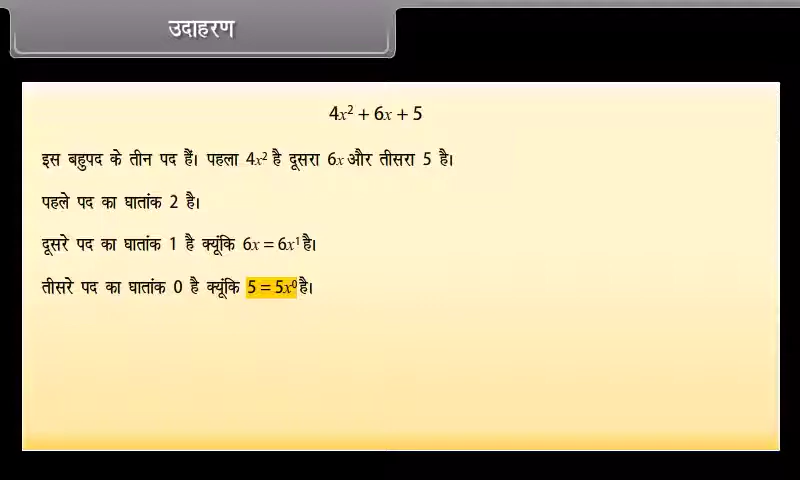 उदाहरण
4x² + 6x + 5
इस बहुपद के तीन पद हैं। पहला 4x² है दूसरा 6x और तीसरा 5 है।
पहले पद का घातांक 2 है।
दूसरे पद का घातांक 1 है क्यूंकि 6x = 6x¹ है।
तीसरे पद का घातांक 0 है क्यूंकि 5 = 5x⁰ है।